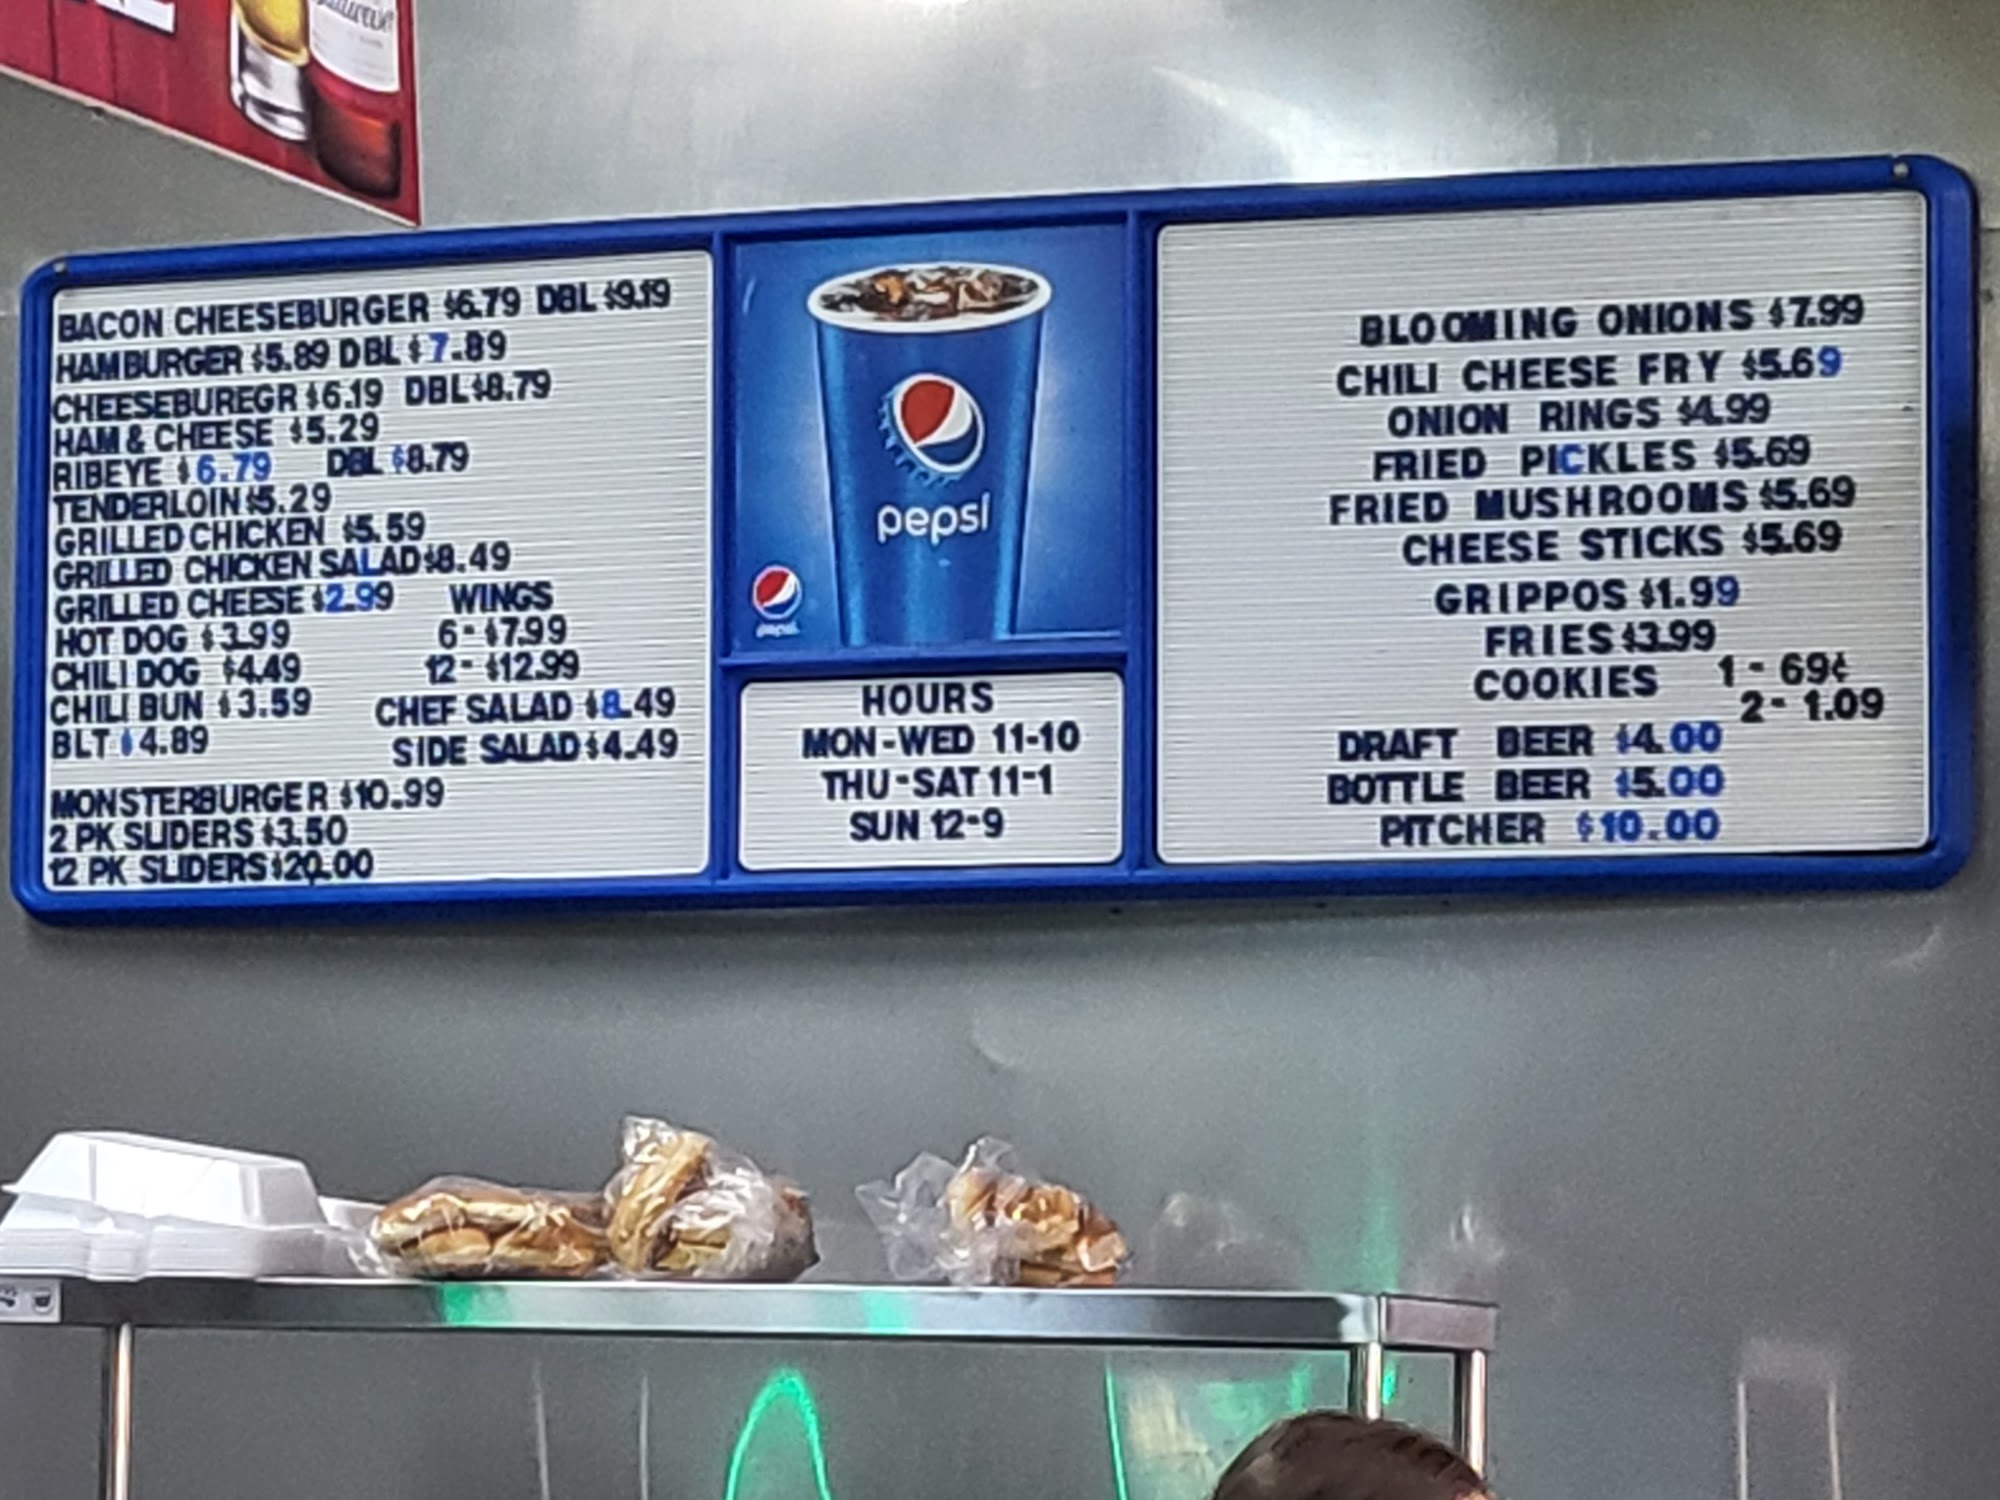 BACON CHEESEBURGER $6.79 DBL $9.19
HAMBURGER $5.89 DBL $7.89
CHEESEBUREGR $6.19 DBL $8.79
HAM & CHEESE $5.29
RIBEYE $6.79 DBL $8.79
TENDERLOIN $5.29
GRILLED CHICKEN $5.59
GRILLED CHICKEN SALAD $8.49
GRILLED CHEESE $2.99
HOT DOG $3.99
CHILI DOG $4.49
CHILI BUN $3.59
BLT $4.89
WINGS
6- $7.99
12- $12.99
CHEF SALAD $8.49
SIDE SALAD $4.49
MONSTERBURGER $10.99
2 PK SLIDERS $3.50
12 PK SLIDERS $20.00
pepsi
pepsi
HOURS
MON-WED 11-10
THU-SAT 11-1
SUN 12-9
BLOOMING ONIONS $7.99
CHILI CHEESE FRY $5.69
ONION RINGS $4.99
FRIED PICKLES $5.69
FRIED MUSHROOMS $5.69
CHEESE STICKS $5.69
GRIPPOS $1.99
FRIES $3.99
COOKIES 1- 69¢
2- 1.09
DRAFT BEER $4.00
BOTTLE BEER $5.00
PITCHER $10.00